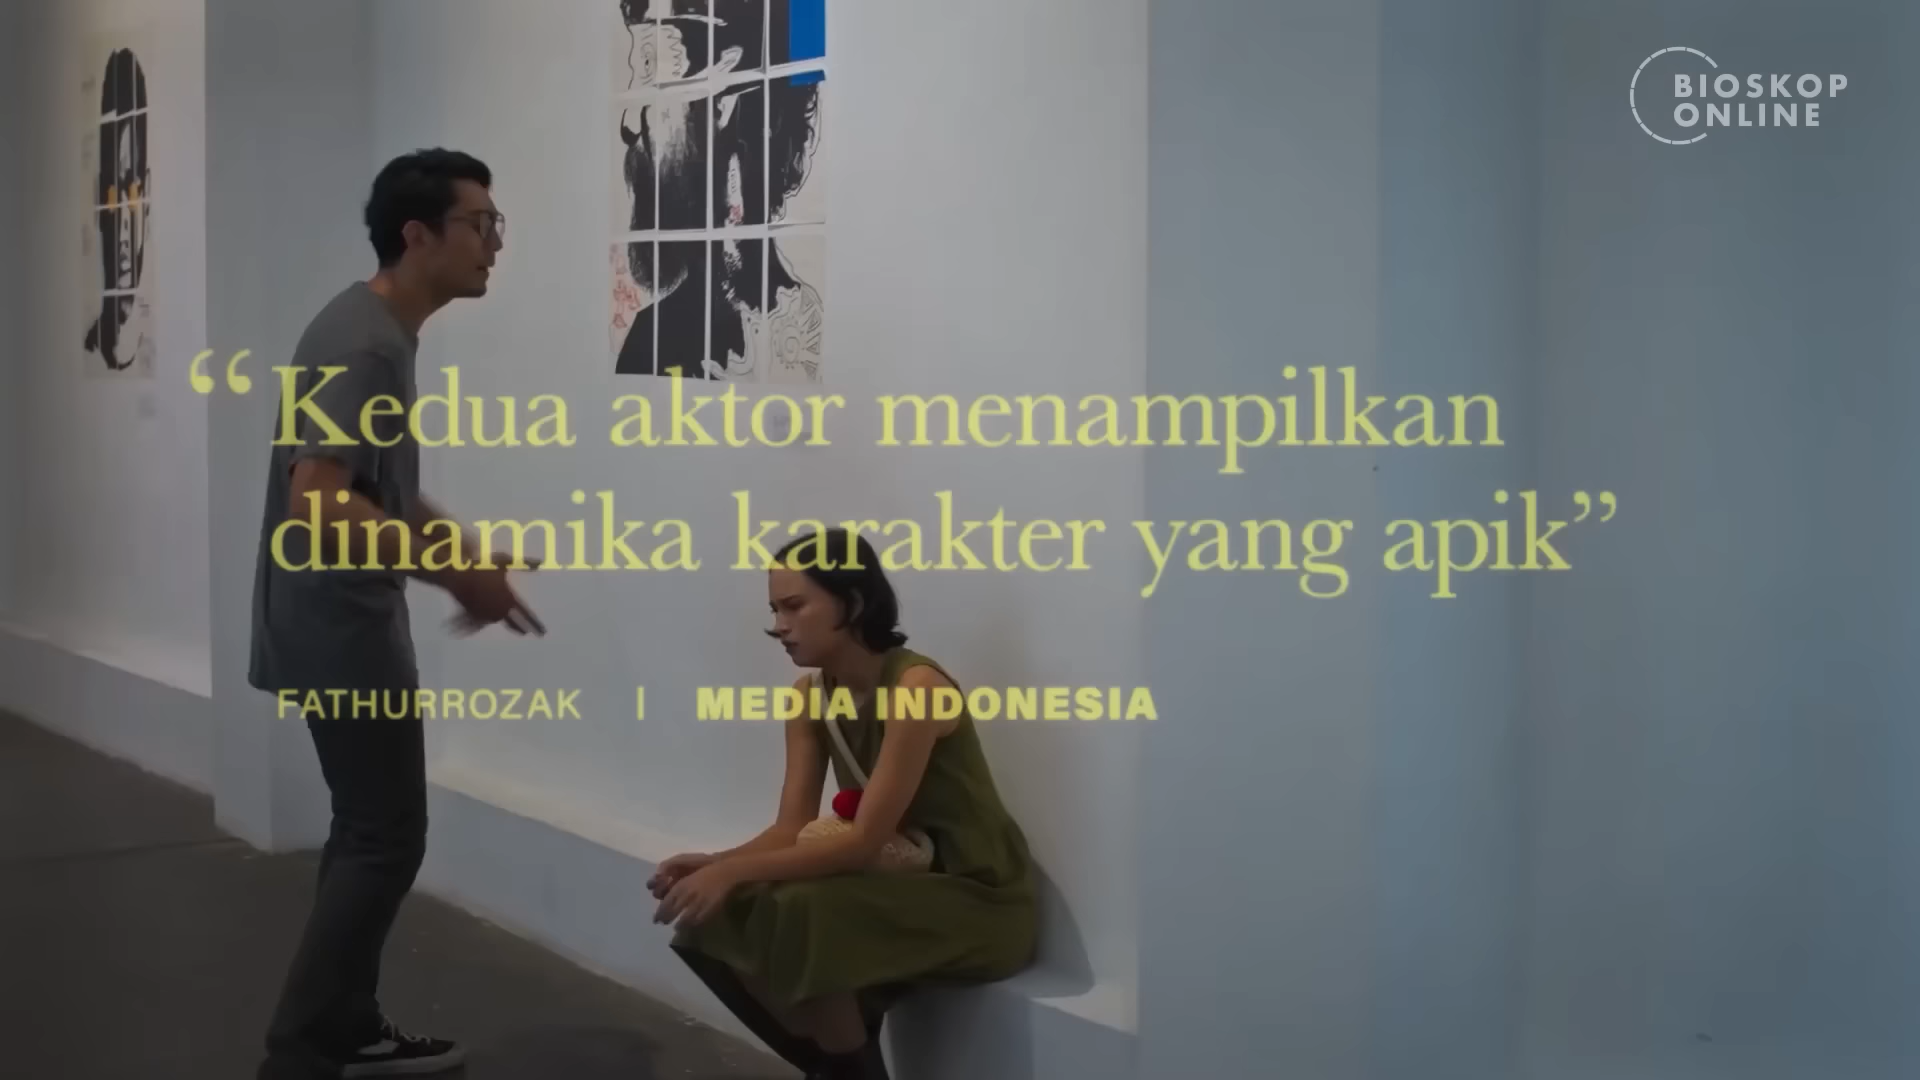 BIOSKOP
ONLINE
“Kedua aktor menampilkan
dinamika karakter yang apik”
FATHURROZAK | MEDIA INDONESIA